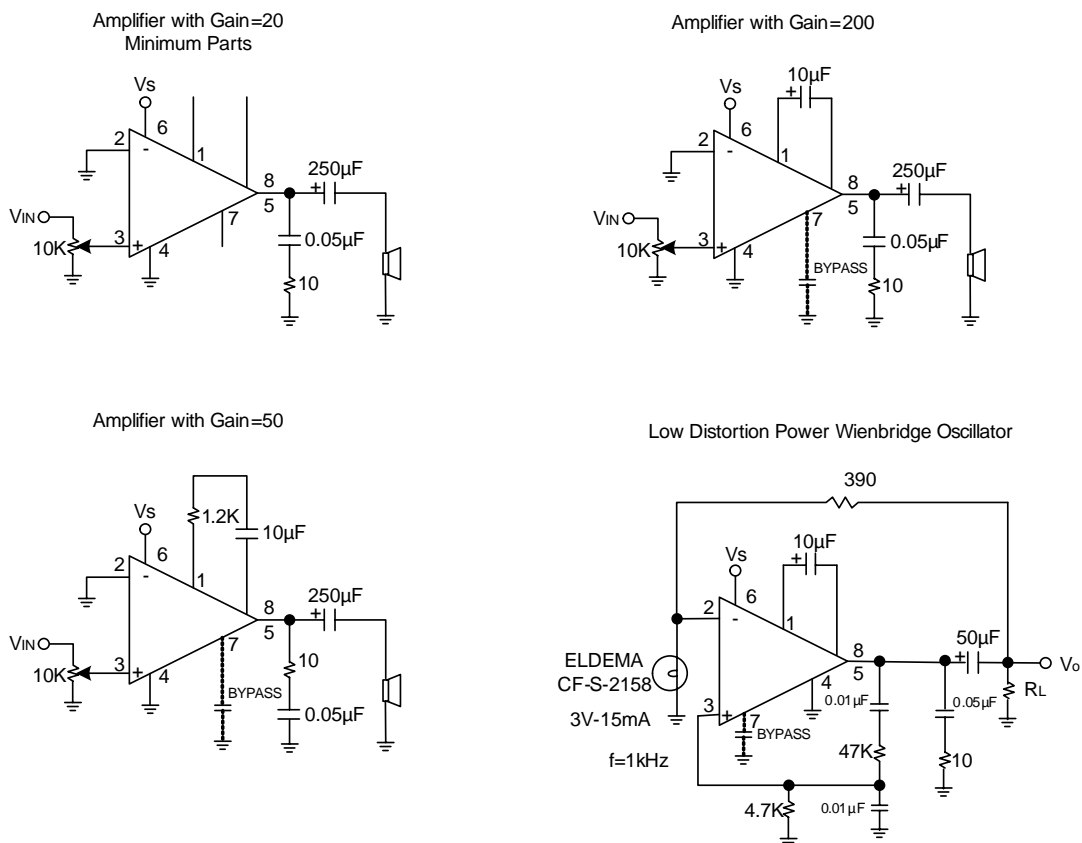 Amplifier with Gain=20
Minimum Parts
Vs
6
2
-
1
8
5
7
250µF
+
VIN
10K
3
+
4
0.05µF
10
Amplifier with Gain=200
10µF
+
Vs
6
2
-
1
8
5
7
250µF
+
VIN
10K
3
+
4
BYPASS
0.05µF
10
Amplifier with Gain=50
1.2K
10µF
Vs
6
2
-
1
8
5
7
250µF
+
VIN
10K
3
+
4
BYPASS
10
0.05µF
Low Distortion Power Wienbridge Oscillator
390
10µF
+
Vs
6
2
-
1
8
5
50µF
+
Vo
RL
ELDEMA
CF-S-2158
3V-15mA
f=1kHz
3
+
7
4
BYPASS
0.01µF
0.05µF
47K
10
4.7K
0.01µF